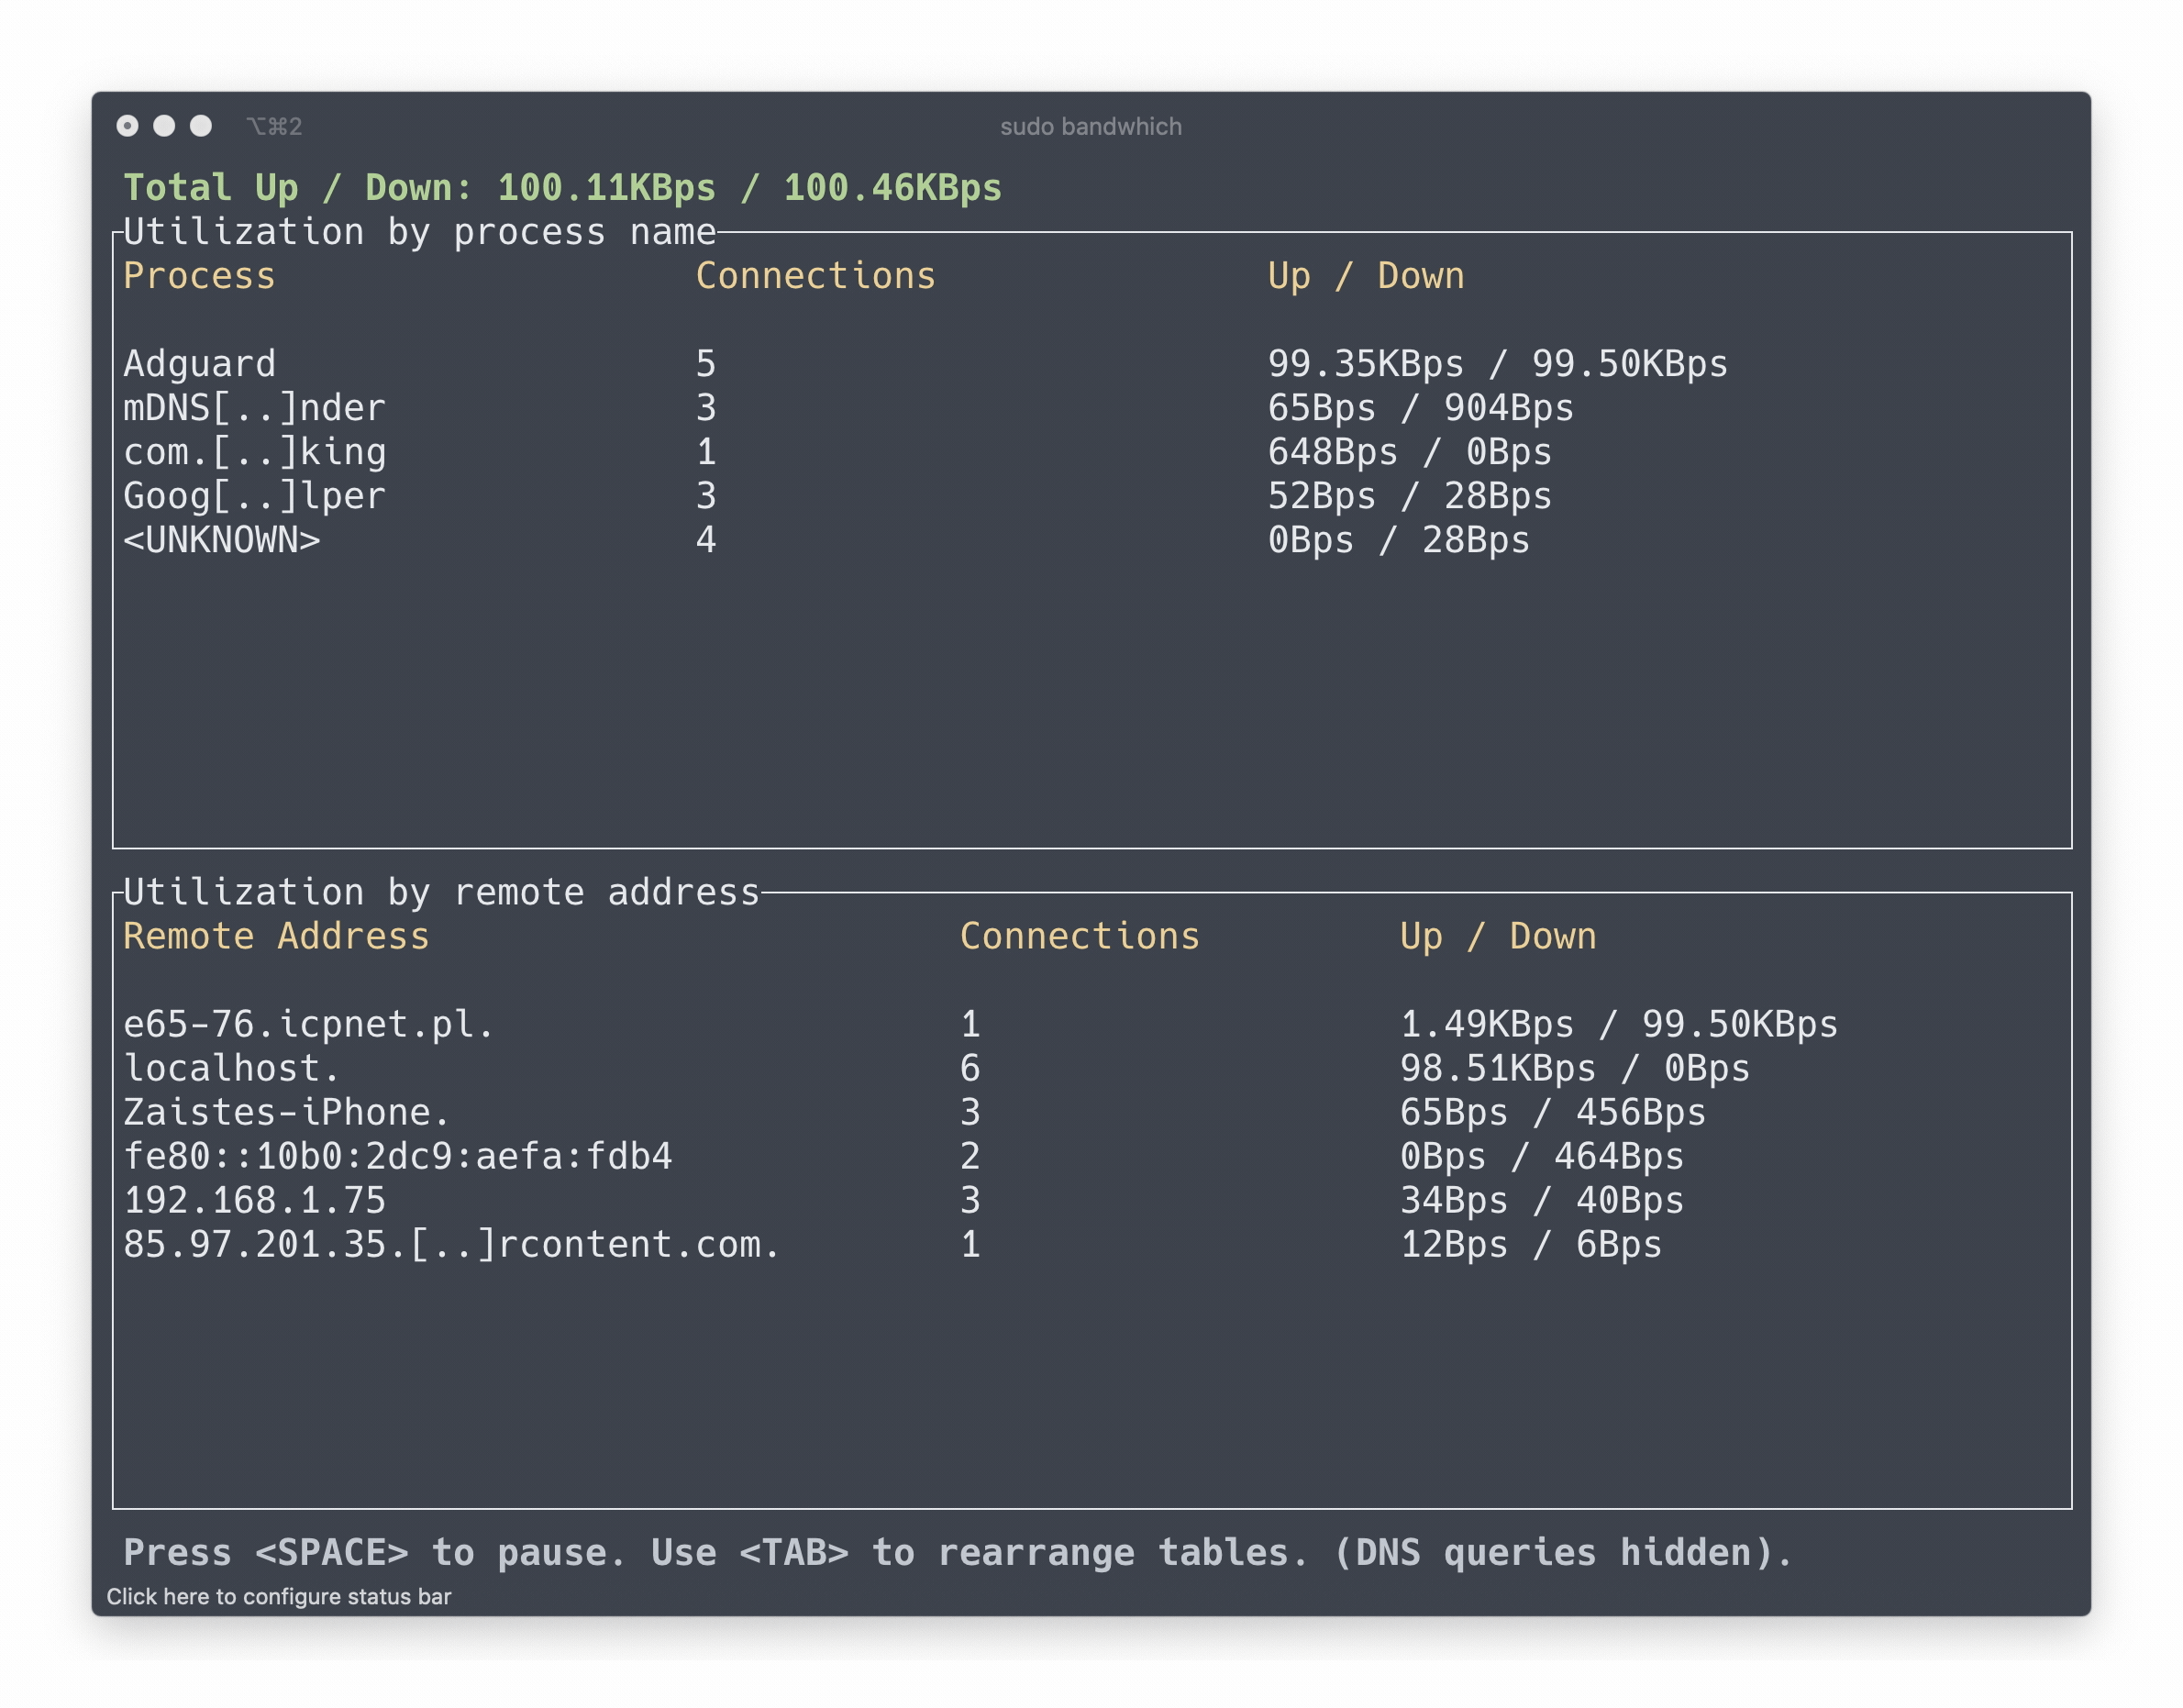 ⌥⌘2 sudo bandwhich
Total Up / Down: 100.11KBps / 100.46KBps
Utilization by process name
Process Connections Up / Down
Adguard 5 99.35KBps / 99.50KBps
mDNS[..]nder 3 65Bps / 904Bps
com.[..]king 1 648Bps / 0Bps
Goog[..]lper 3 52Bps / 28Bps
<UNKNOWN> 4 0Bps / 28Bps
Utilization by remote address
Remote Address Connections Up / Down
e65-76.icpnet.pl. 1 1.49KBps / 99.50KBps
localhost. 6 98.51KBps / 0Bps
Zaistes-iPhone. 3 65Bps / 456Bps
fe80::10b0:2dc9:aefa:fdb4 2 0Bps / 464Bps
192.168.1.75 3 34Bps / 40Bps
85.97.201.35.[..]rcontent.com. 1 12Bps / 6Bps
Press <SPACE> to pause. Use <TAB> to rearrange tables. (DNS queries hidden).
Click here to configure status bar